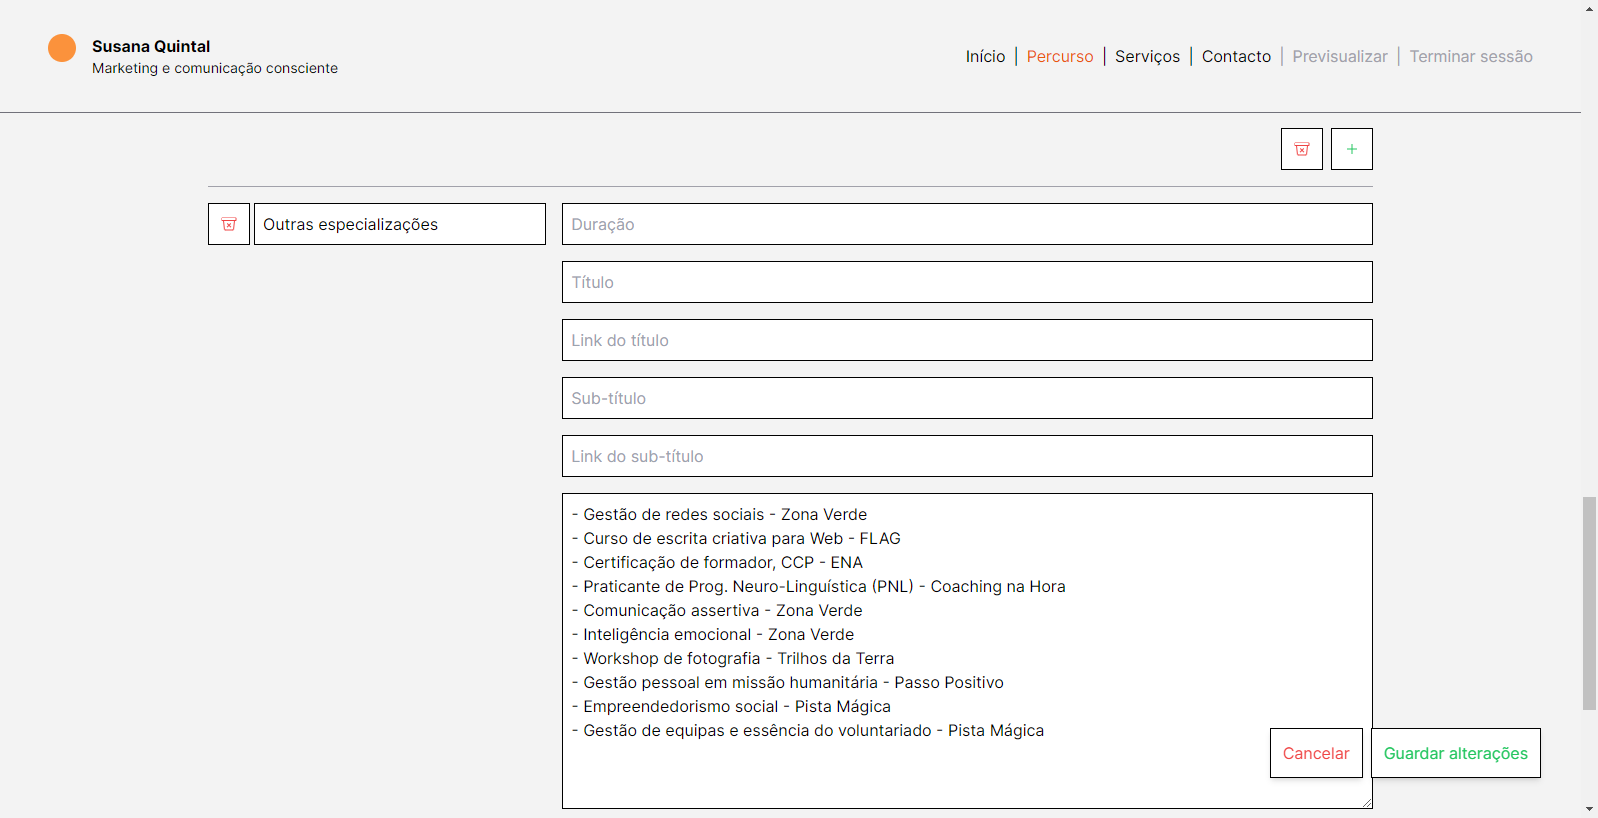 Susana Quintal
Marketing e comunicação consciente
Início | Percurso | Serviços | Contacto | Previsualizar | Terminar sessão
+
Outras especializações
Duração
Título
Link do título
Sub-título
Link do sub-título
- Gestão de redes sociais - Zona Verde
- Curso de escrita criativa para Web - FLAG
- Certificação de formador, CCP - ENA
- Praticante de Prog. Neuro-Linguística (PNL) - Coaching na Hora
- Comunicação assertiva - Zona Verde
- Inteligência emocional - Zona Verde
- Workshop de fotografia - Trilhos da Terra
- Gestão pessoal em missão humanitária - Passo Positivo
- Empreendedorismo social - Pista Mágica
- Gestão de equipas e essência do voluntariado - Pista Mágica
Cancelar
Guardar alterações